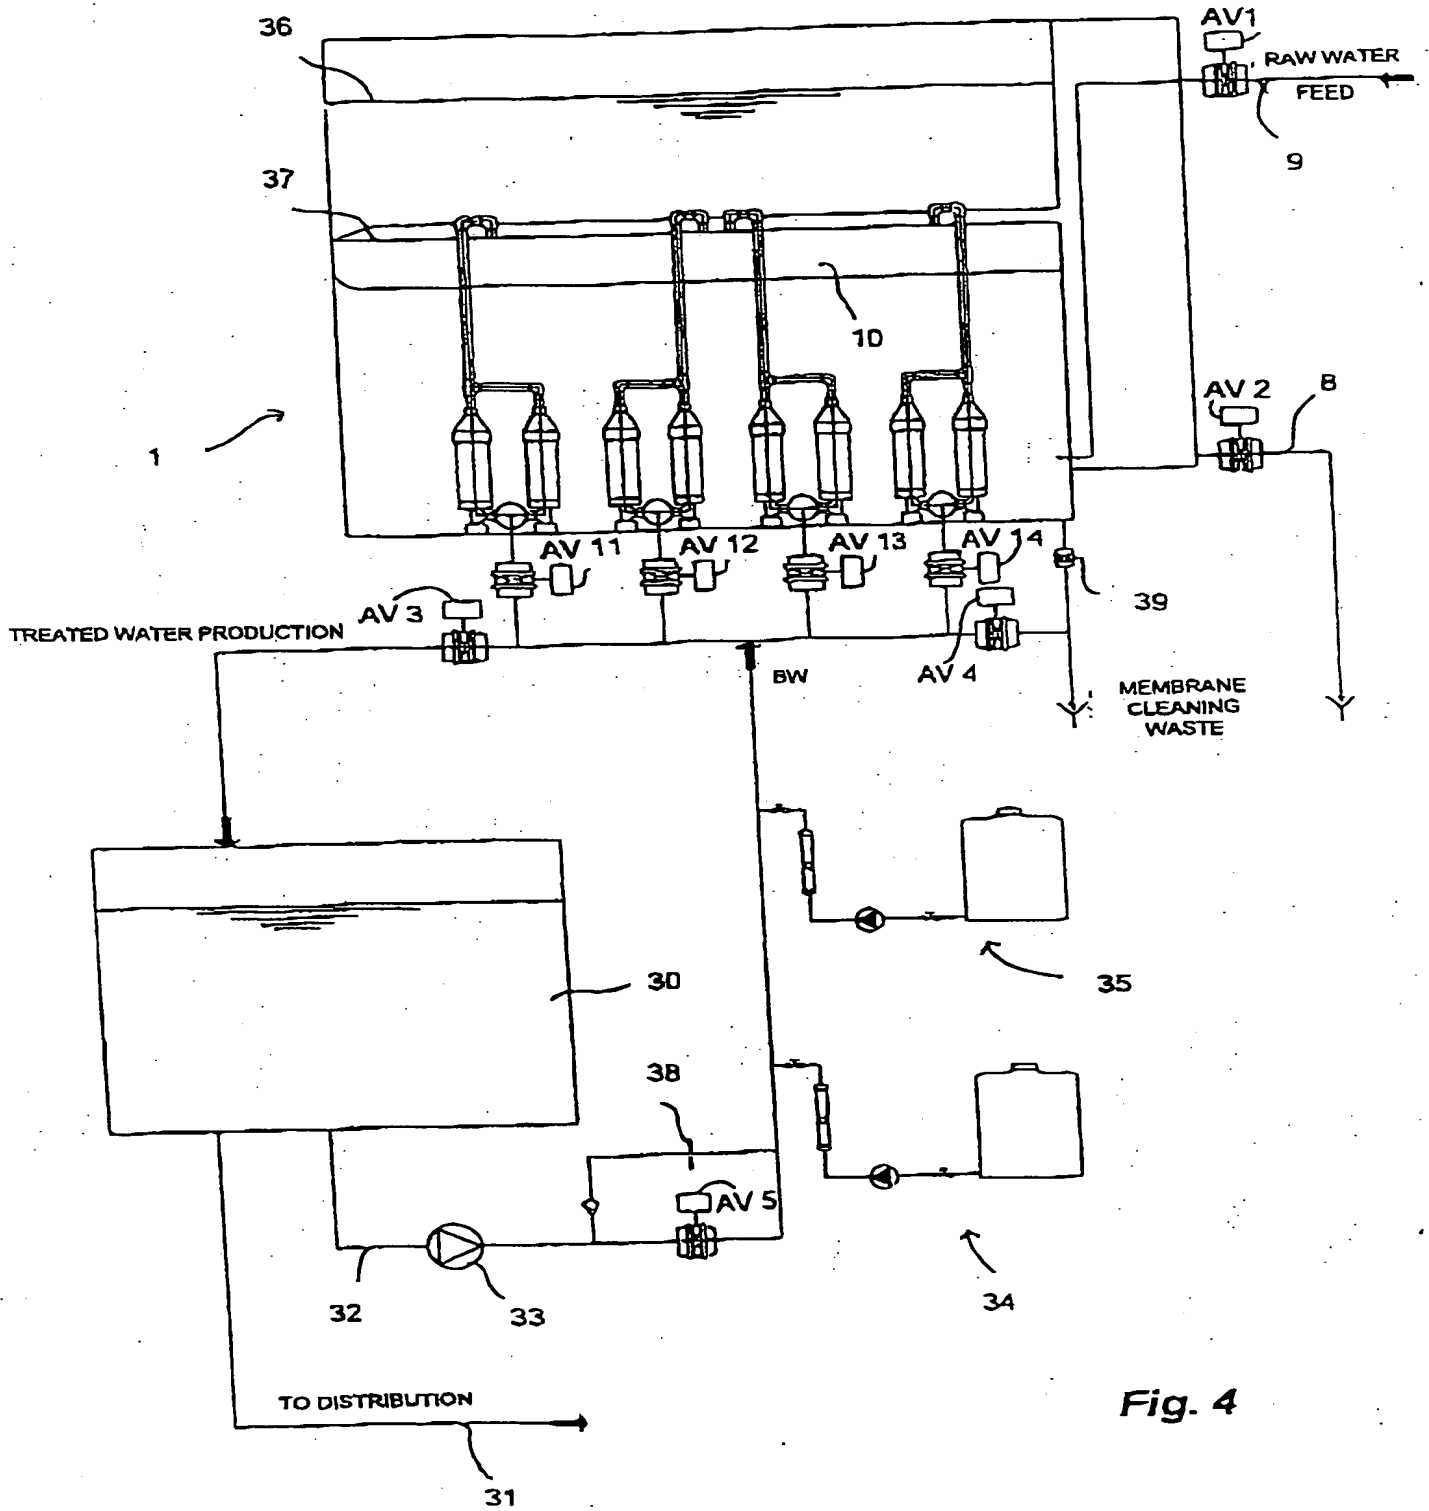 36
AV1
RAW WATER
FEED
9
37
10
AV 2
8
1
AV 11
AV 12
AV 13
AV 14
39
AV 3
TREATED WATER PRODUCTION
BW
AV 4
MEMBRANE
CLEANING
WASTE
30
35
38
AV 5
32
33
34
TO DISTRIBUTION
31
Fig. 4